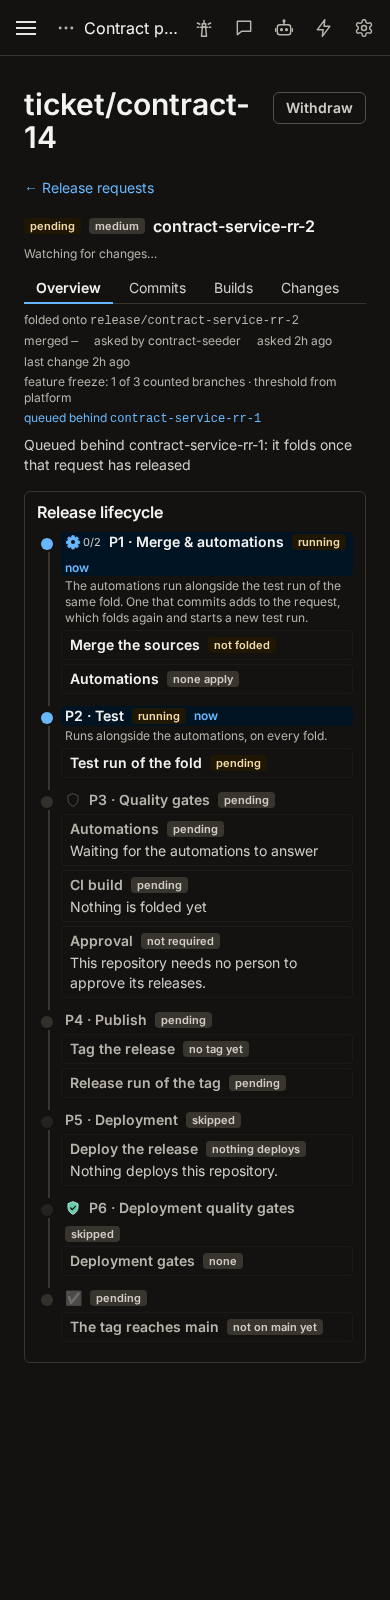 Contract p...
ticket/contract-
14
Withdraw
← Release requests
pending medium contract-service-rr-2
Watching for changes...
Overview Commits Builds Changes
folded onto release/contract-service-rr-2
merged — asked by contract-seeder asked 2h ago
last change 2h ago
feature freeze: 1 of 3 counted branches · threshold from
platform
queued behind contract-service-rr-1
Queued behind contract-service-rr-1: it folds once
that request has released
Release lifecycle
0/2 P1 · Merge & automations running
now
The automations run alongside the test run of the
same fold. One that commits adds to the request,
which folds again and starts a new test run.
Merge the sources not folded
Automations none apply
P2 · Test running now
Runs alongside the automations, on every fold.
Test run of the fold pending
P3 · Quality gates pending
Automations pending
Waiting for the automations to answer
CI build pending
Nothing is folded yet
Approval not required
This repository needs no person to
approve its releases.
P4 · Publish pending
Tag the release no tag yet
Release run of the tag pending
P5 · Deployment skipped
Deploy the release nothing deploys
Nothing deploys this repository.
P6 · Deployment quality gates
skipped
Deployment gates none
pending
The tag reaches main not on main yet